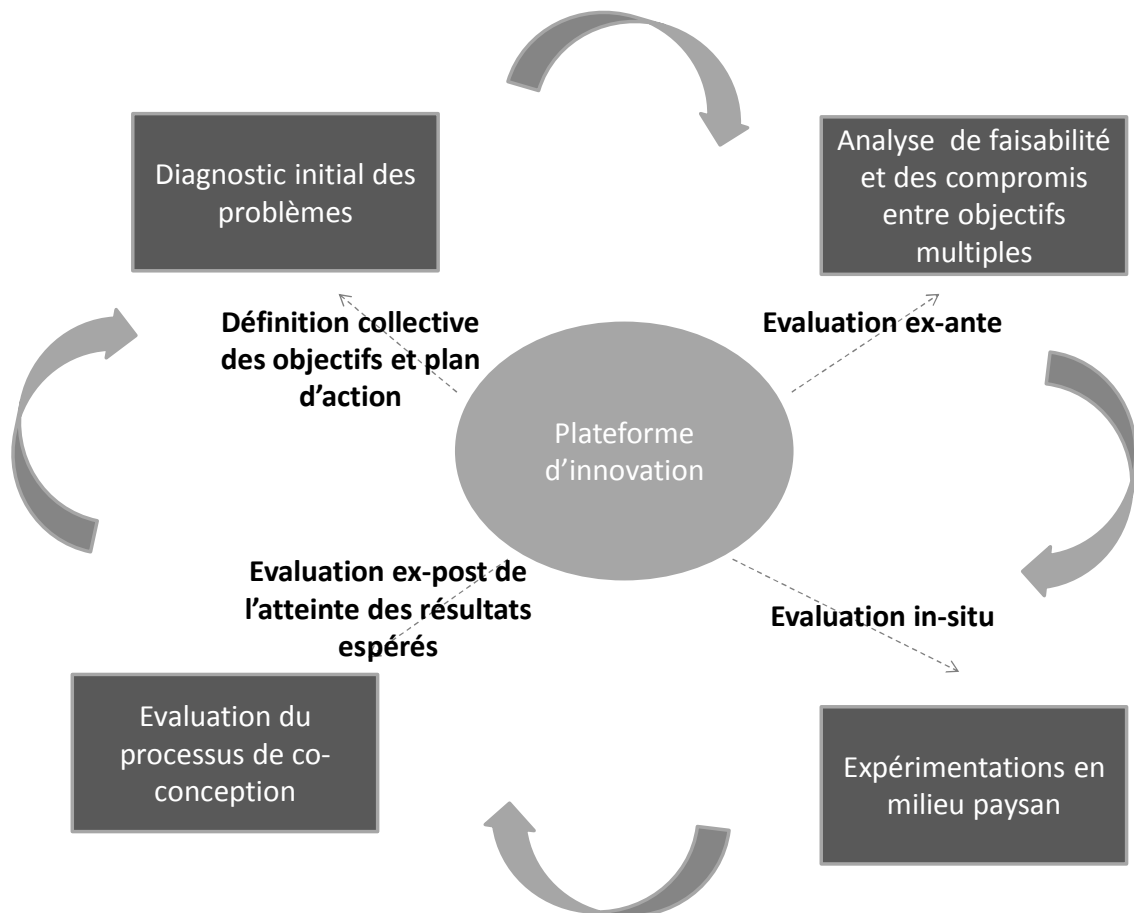 Diagnostic initial des
problèmes
Analyse de faisabilité
et des compromis
entre objectifs
multiples
Définition collective
des objectifs et plan
d’action
Evaluation ex-ante
Plateforme
d’innovation
Evaluation ex-post de
l’atteinte des résultats
espérés
Evaluation in-situ
Evaluation du
processus de co-
conception
Expérimentations en
milieu paysan